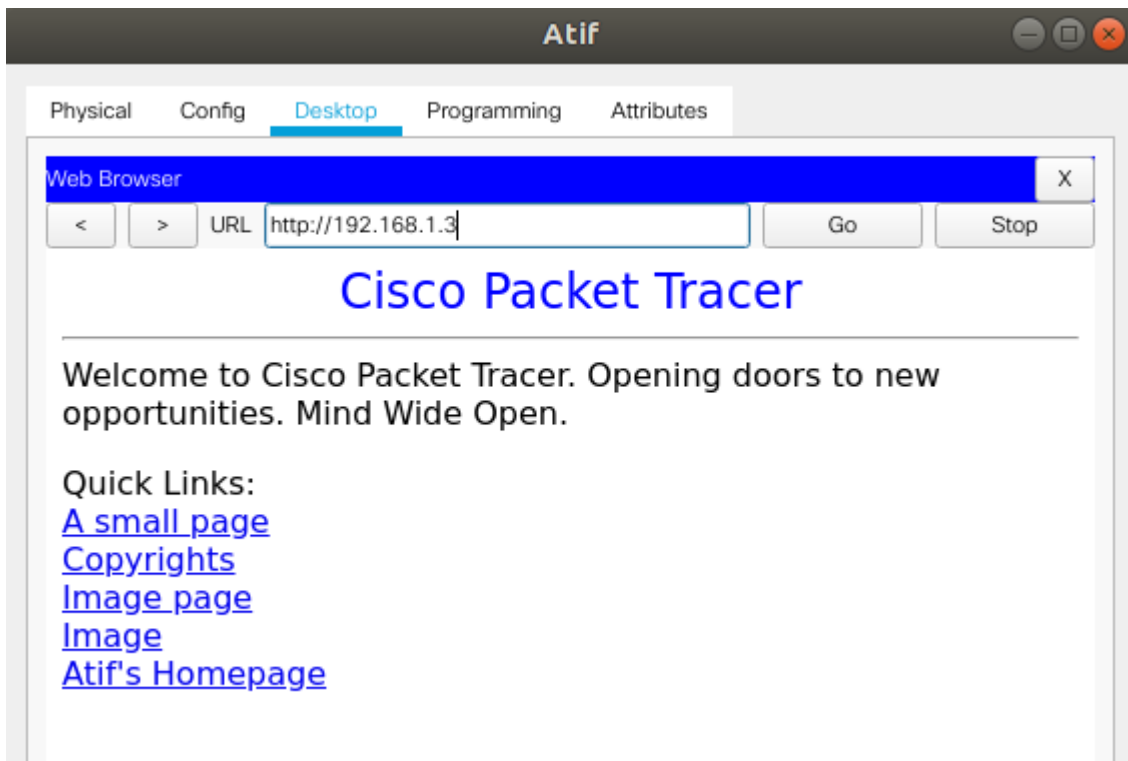 Atif
Physical Config Desktop Programming Attributes
Web Browser X
< > URL http://192.168.1.3 Go Stop
Cisco Packet Tracer
Welcome to Cisco Packet Tracer. Opening doors to new
opportunities. Mind Wide Open.
Quick Links:
A small page
Copyrights
Image page
Image
Atif's Homepage